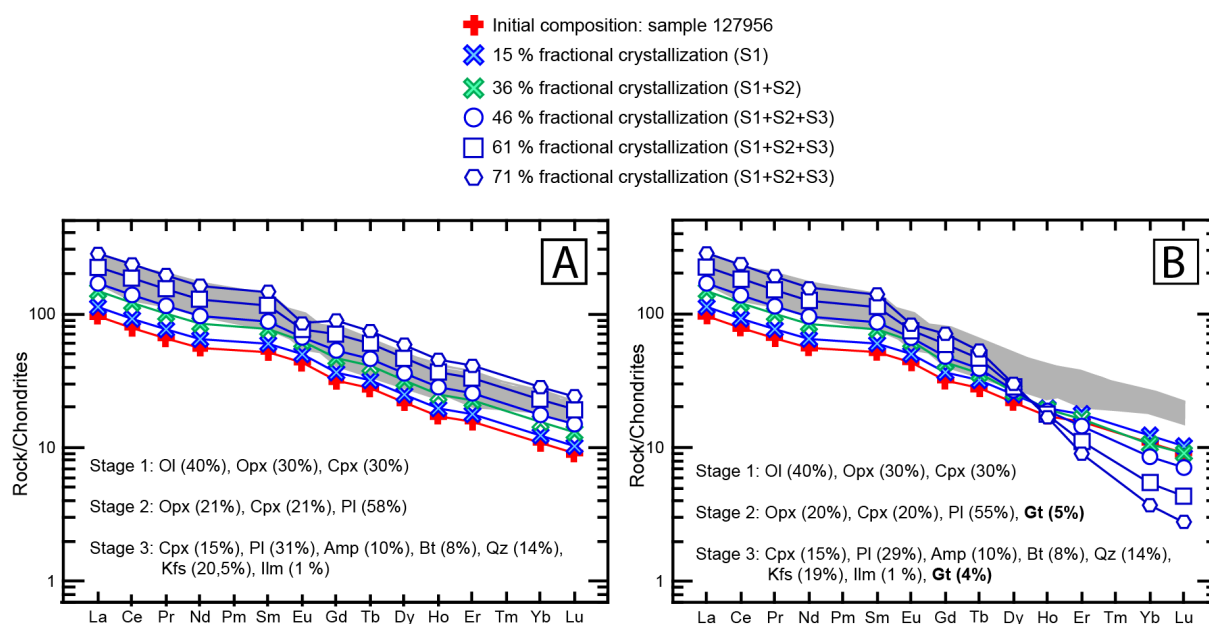 Initial composition: sample 127956
15 % fractional crystallization (S1)
36 % fractional crystallization (S1+S2)
46 % fractional crystallization (S1+S2+S3)
61 % fractional crystallization (S1+S2+S3)
71 % fractional crystallization (S1+S2+S3)
A
Rock/Chondrites
100
10
1
Stage 1: Ol (40%), Opx (30%), Cpx (30%)
Stage 2: Opx (21%), Cpx (21%), Pl (58%)
Stage 3: Cpx (15%), Pl (31%), Amp (10%), Bt (8%), Qz (14%),
Kfs (20,5%), Ilm (1 %)
La Ce Pr Nd Pm Sm Eu Gd Tb Dy Ho Er Tm Yb Lu
B
Rock/Chondrites
100
10
1
Stage 1: Ol (40%), Opx (30%), Cpx (30%)
Stage 2: Opx (20%), Cpx (20%), Pl (55%), Gt (5%)
Stage 3: Cpx (15%), Pl (29%), Amp (10%), Bt (8%), Qz (14%),
Kfs (19%), Ilm (1 %), Gt (4%)
La Ce Pr Nd Pm Sm Eu Gd Tb Dy Ho Er Tm Yb Lu